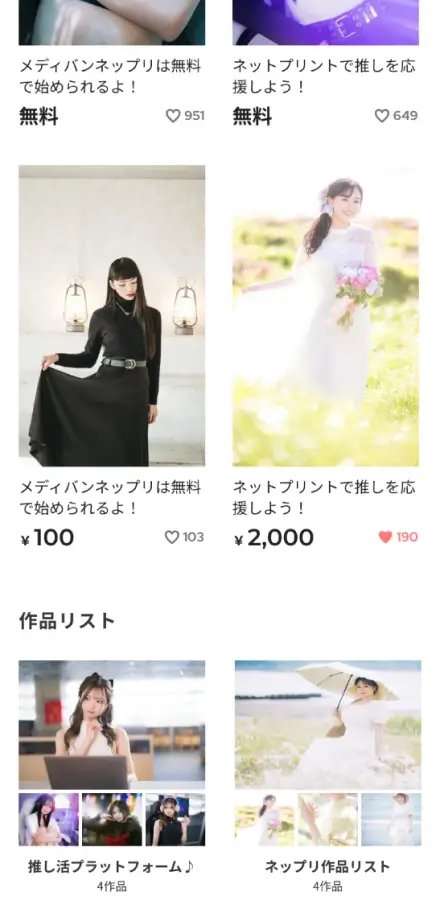 メディバンネップリは無料
で始められるよ！
無料
951
ネットプリントで推しを応
援しよう！
無料
649
メディバンネップリは無料
で始められるよ！
¥ 100
103
ネットプリントで推しを応
援しよう！
¥ 2,000
190
作品リスト
推し活プラットフォーム♪
4作品
ネップリ作品リスト
4作品